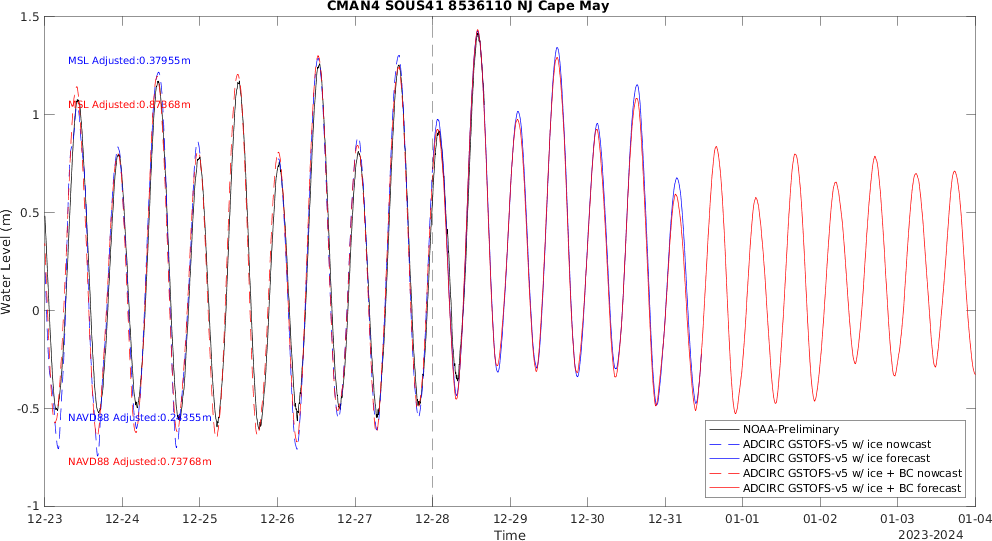 CMAN4 SOUS41 8536110 NJ Cape May
1.5
MSL Adjusted:0.37955m
MSL Adjusted:0.87868m
1
0.5
Water Level (m)
0
-0.5
NAVD88 Adjusted:0.24355m
NAVD88 Adjusted:0.73768m
-1
NOAA-Preliminary
ADCIRC GSTOFS-v5 w/ ice nowcast
ADCIRC GSTOFS-v5 w/ ice forecast
ADCIRC GSTOFS-v5 w/ ice + BC nowcast
ADCIRC GSTOFS-v5 w/ ice + BC forecast
12-23 12-24 12-25 12-26 12-27 12-28 12-29 12-30 12-31 01-01 01-02 01-03 01-04
Time
2023-2024